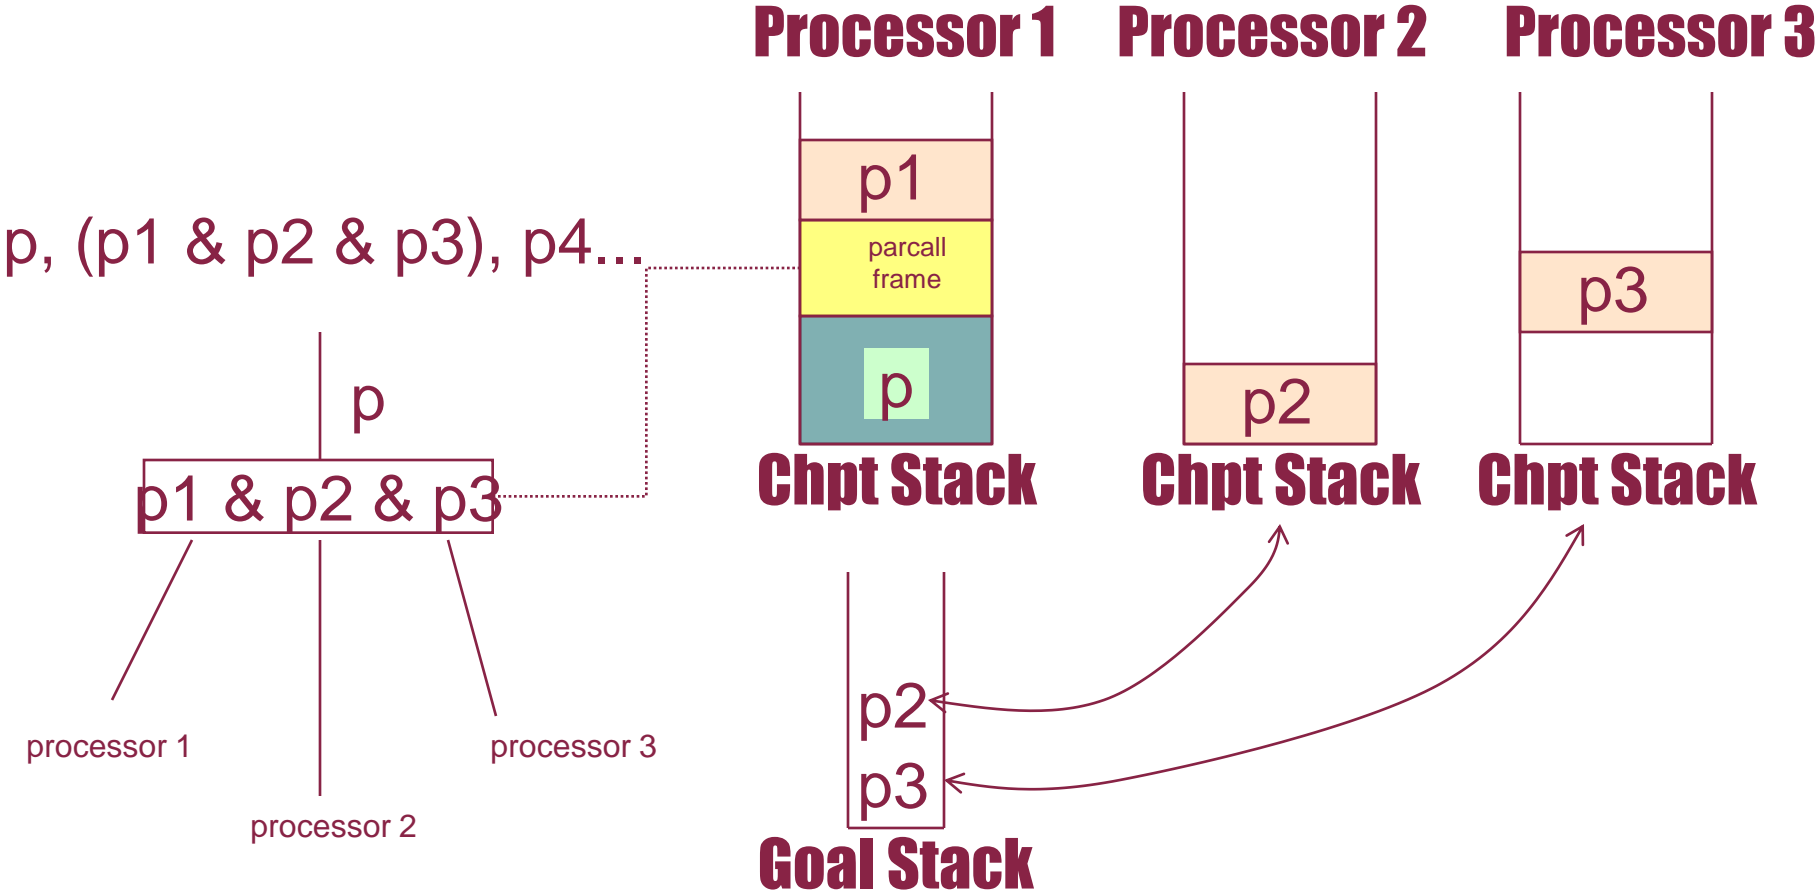 Processor 1
Processor 2
Processor 3
p1
p, (p1 & p2 & p3), p4...
parcall
frame
p3
p
p
p2
Chpt Stack
Chpt Stack
Chpt Stack
p1 & p2 & p3
p2
processor 1
processor 3
p3
processor 2
Goal Stack